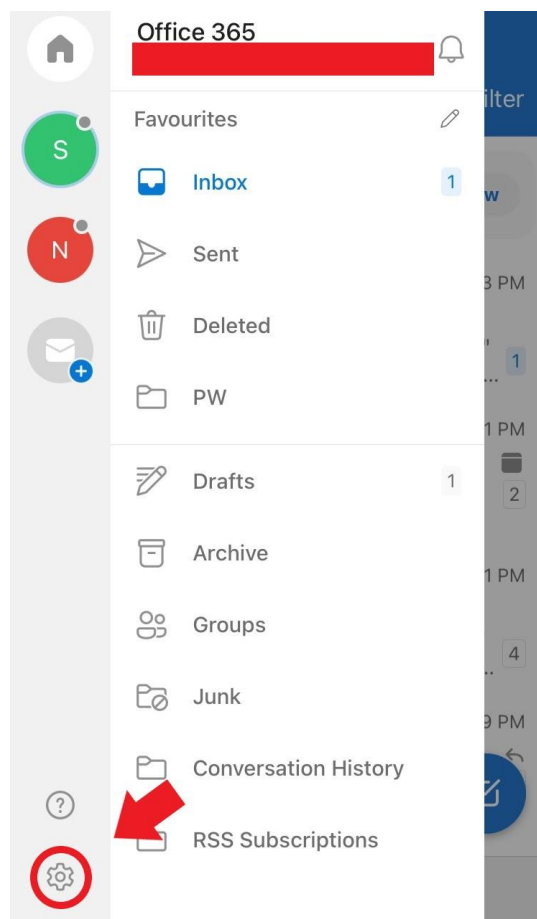 Office 365
ilter
Favourites
S
Inbox 1
w
N
Sent
3 PM
Deleted
"
... 1
PW
1 PM
Drafts 1
2
Archive
1 PM
Groups
4
..
Junk
9 PM
Conversation History
?
RSS Subscriptions